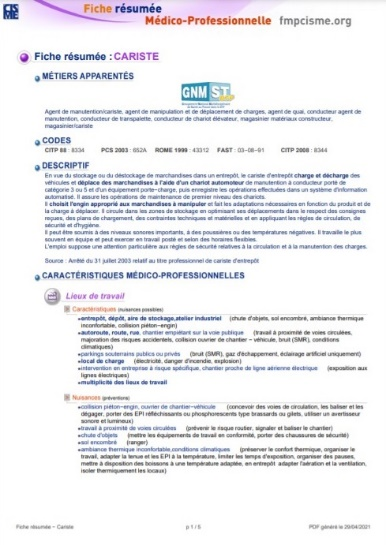 CISME
Fiche résumée
Médico-Professionnelle fmpcisme.org
Fiche résumée : CARISTE
MÉTIERS APPARENTÉS
GNMST
Agent de manutention/cariste, agent de manipulation et de déplacement des charges, agent de quai, conducteur agent de
manutention, conducteur de transpalette, conducteur de chariot élévateur, magasinier matériaux constructeur,
magasinier/cariste
CODES
CITP 88 : 8334 PCS 2003 : 652A ROME 1999 : 43312 FAST : 03-08-91 CITP 2008 : 8344
DESCRIPTIF
En vue du stockage ou du déstockage de marchandises dans un entrepôt, le cariste d'entrepôt charge et décharge des
véhicules et déplace des marchandises à l'aide d'un chariot automoteur de manutention à conducteur porté de
catégorie 3 ou 5 et d'un équipement porte-charge, puis enregistre les opérations effectuées dans un système d'information
automatisé. Il assure les opérations de maintenance de premier niveau des chariots.
Il choisit l'engin approprié aux marchandises à manipuler et fait les adaptations nécessaires en fonction du produit et de
la charge à déplacer. Il circule dans les zones de stockage en optimisant ses déplacements dans le respect des consignes
reçues, des plans de chargement, des contraintes techniques et matérielles et en appliquant les règles de circulation, de
sécurité et d'hygiène.
Il peut être soumis à des niveaux sonores importants, à des poussières ou des températures négatives. Il travaille le plus
souvent en équipe et peut exercer en travail posté et selon des horaires flexibles.
L'emploi suppose une attention particulière aux règles de sécurité relatives à la circulation et à la manutention des charges.
Source : Arrêté du 31 juillet 2003 relatif au titre professionnel de cariste d'entrepôt
CARACTÉRISTIQUES MÉDICO-PROFESSIONNELLES
Lieux de travail
Caractéristiques (nuisances possibles)
entrepôt, dépôt, aire de stockage,atelier industriel (chute d'objets, sol encombré, ambiance thermique
inconfortable, collision piéton-engin)
autoroute, route, rue, chantier empiétant sur la voie publique (travail à proximité de voies circulées,
majoration des risques accidentels, collision ouvrier de chantier - véhicule, bruit (SMR), conditions
climatiques)
parkings souterrains publics ou privés (bruit (SMR), gaz d'échappement, éclairage artificiel uniquement)
local de charge (électricité, danger d'incendie, explosion)
intervention en entreprise à risque spécifique, chantier proche de ligne aérienne électrique (exposition aux
lignes électriques)
multiplicité des lieux de travail
Nuisances (préventions)
collision piéton-engin, ouvrier de chantier-véhicule (concevoir des voies de circulation, les baliser et les
dégager, porter des EPI réfléchissants ou phosphorescents type brassards ou gilets, utiliser un avertisseur
sonore et lumineux)
travail à proximité de voies circulées (prévenir le risque routier, signaler et baliser le chantier)
chute d'objets (mettre les équipements de travail en conformité, porter des chaussures de sécurité)
sol encombré (ranger)
ambiance thermique inconfortable,conditions climatiques (préserver le confort thermique, organiser le
travail, adapter la tenue et les EPI à la température, limiter les temps d'exposition, organiser des pauses,
mettre à disposition des boissons à une température adaptée, en entrepôt adapter l'aération et la ventilation,
isoler thermiquement les locaux)
Fiche résumée - Cariste p 1 / 5 PDF généré le 29/04/2021